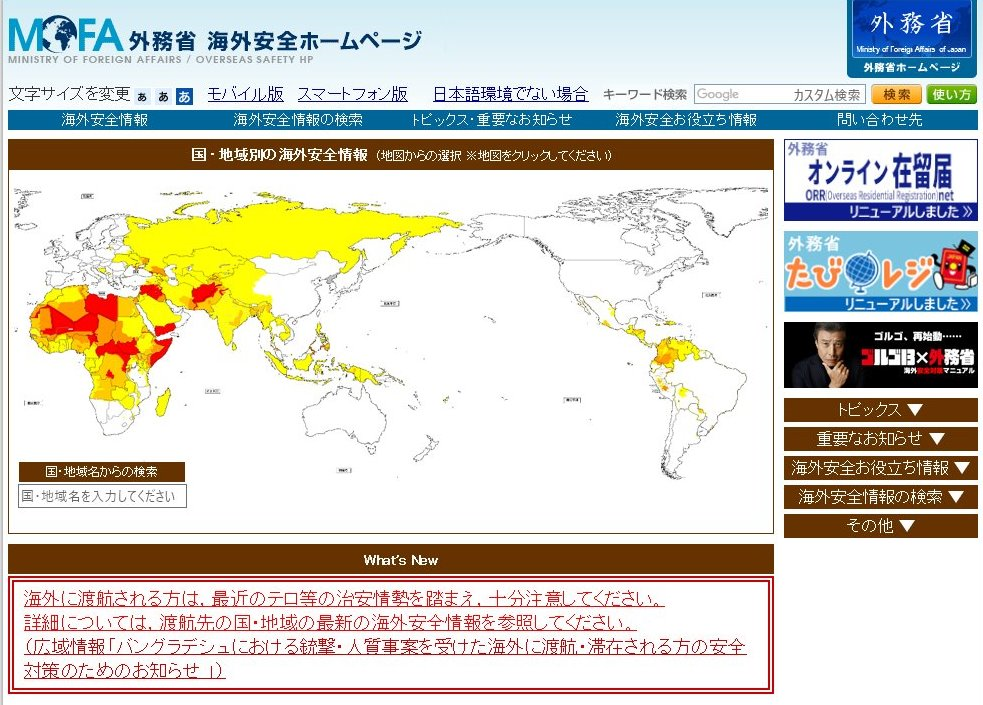 MOFA 外務省 海外安全ホームページ
MINISTRY OF FOREIGN AFFAIRS / OVERSEAS SAFETY HP
外務省
Ministry of Foreign Affairs of Japan
外務省ホームページ
文字サイズを変更 あ あ あ モバイル版 スマートフォン版 日本語環境でない場合 キーワード検索 Google カスタム検索 検索 使い方
海外安全情報 海外安全情報の検索 トピックス・重要なお知らせ 海外安全お役立ち情報 問い合わせ先
国・地域別の海外安全情報 (地図からの選択 ※地図をクリックしてください)
国・地域名からの検索
国・地域名を入力してください
外務省
オンライン在留届
ORR(Overseas Residential Registration)net
リニューアルしました 》
外務省
たびレジ
リニューアルしました》
ゴルゴ、再始動……
ゴルゴ13×外務省
海外安全対策マニュアル
トピックス ▼
重要なお知らせ ▼
海外安全お役立ち情報 ▼
海外安全情報の検索 ▼
その他 ▼
What's New
海外に渡航される方は,最近のテロ等の治安情勢を踏まえ,十分注意してください。
詳細については,渡航先の国・地域の最新の海外安全情報を参照してください。
(広域情報「バングラデシュにおける銃撃・人質事案を受けた海外に渡航・滞在される方の安全
対策のためのお知らせ 」)